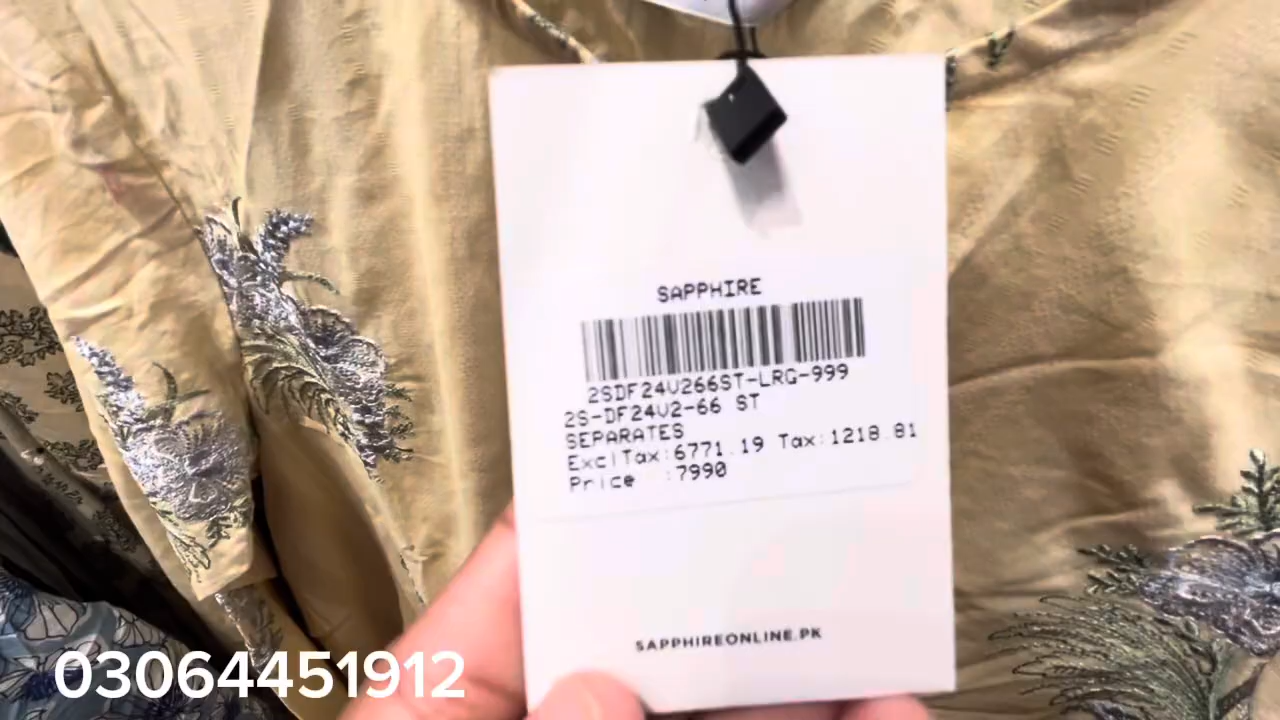 SAPPHIRE
2SDF24V266ST-LRG-999
2S-DF24V2-66 ST
SEPARATES
ExclTax:6771.19 Tax:1218.81
Price :7990
SAPPHIREONLINE.PK
03064451912